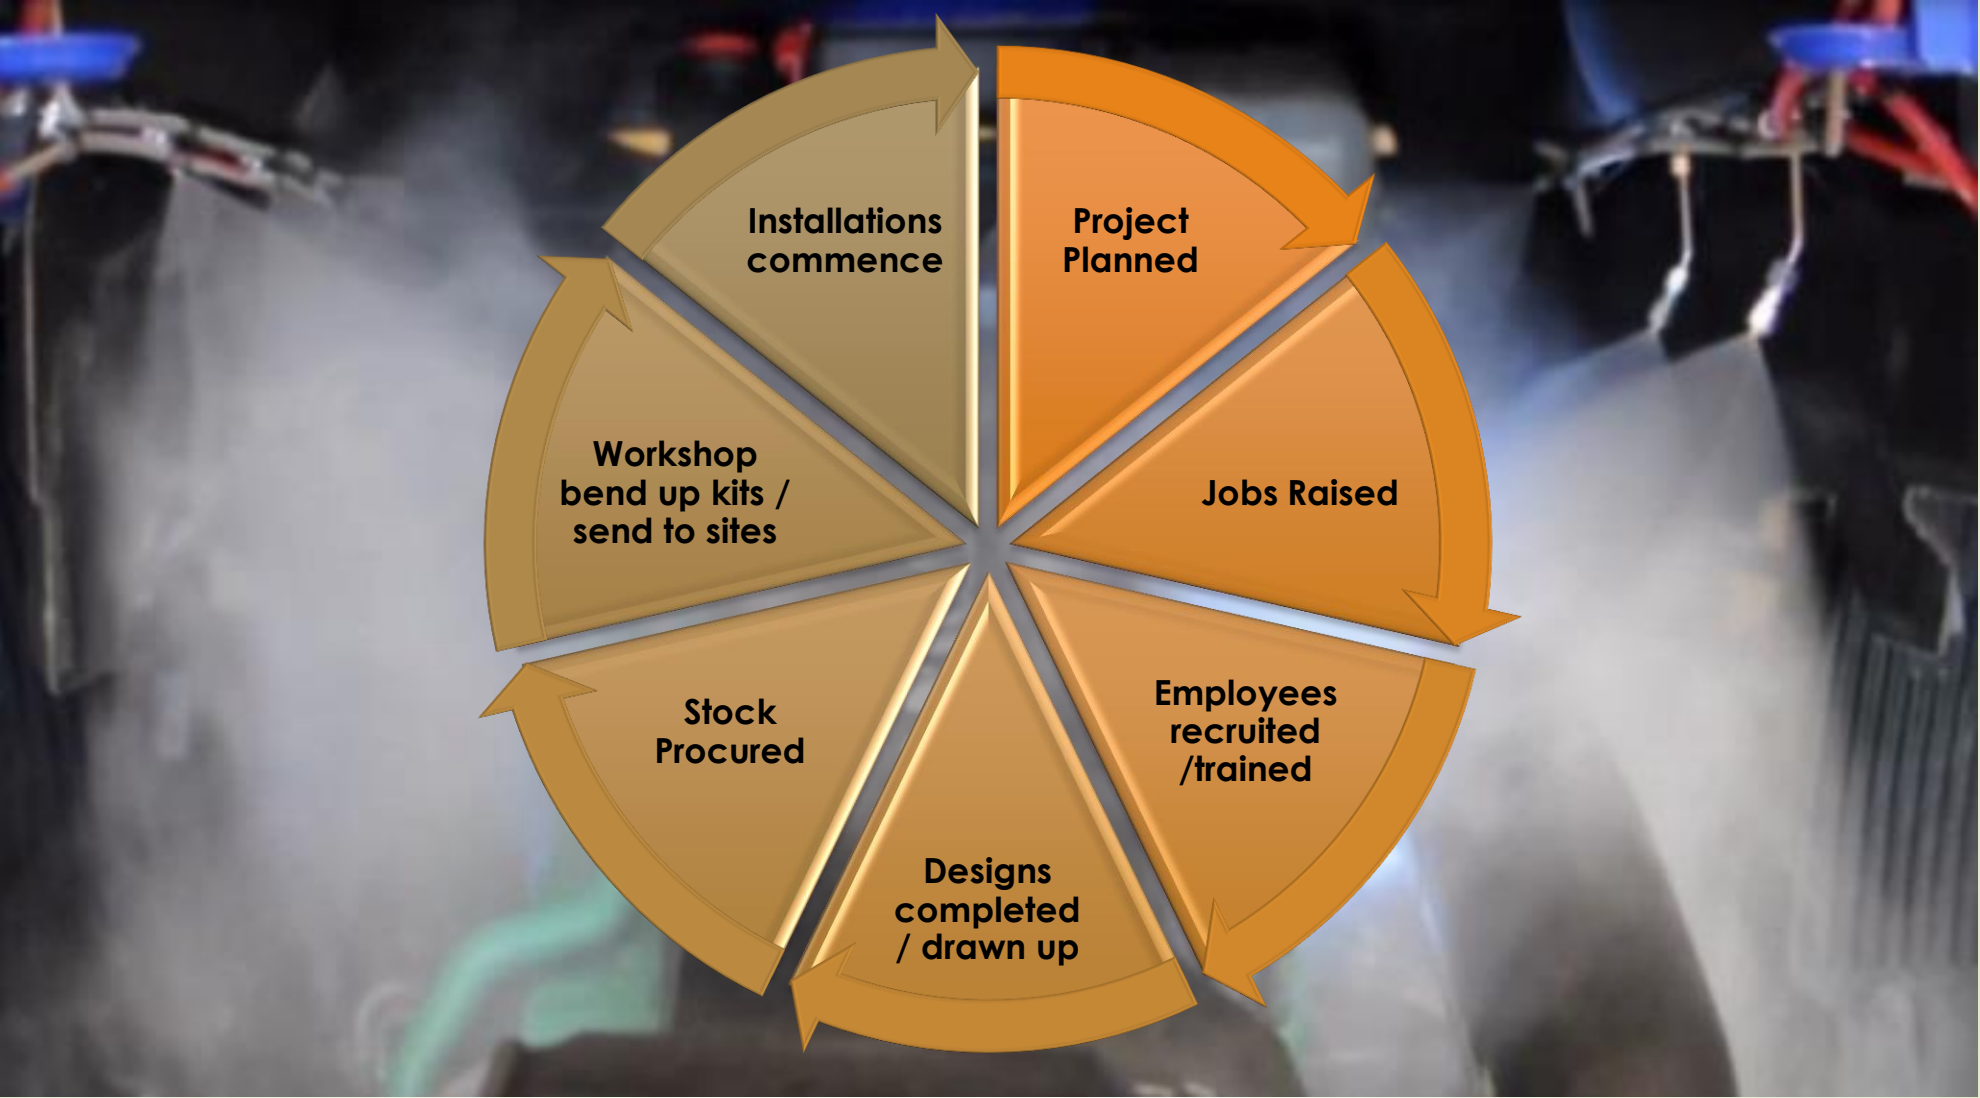 Project
Planned
Jobs Raised
Employees
recruited
/trained
Designs
completed
/ drawn up
Stock
Procured
Workshop
bend up kits /
send to sites
Installations
commence